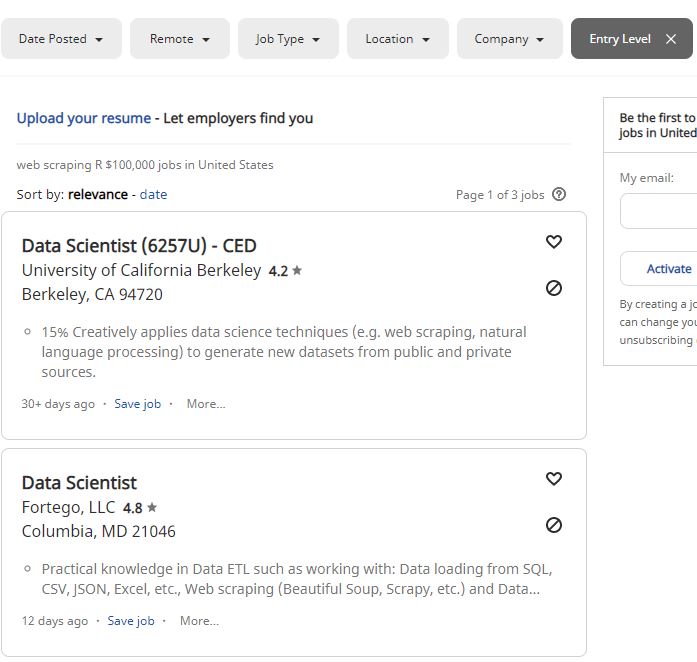 Date Posted
Remote
Job Type
Location
Company
Entry Level
Upload your resume - Let employers find you
web scraping R $100,000 jobs in United States
Sort by: relevance - date
Page 1 of 3 jobs
Data Scientist (6257U) - CED
University of California Berkeley 4.2
Berkeley, CA 94720
15% Creatively applies data science techniques (e.g. web scraping, natural
language processing) to generate new datasets from public and private
sources.
30+ days ago · Save job · More...
Data Scientist
Fortego, LLC 4.8
Columbia, MD 21046
Practical knowledge in Data ETL such as working with: Data loading from SQL,
CSV, JSON, Excel, etc., Web scraping (Beautiful Soup, Scrapy, etc.) and Data...
12 days ago · Save job · More...
Be the first to
jobs in United
My email:
Activate
By creating a
can change
unsubscribing